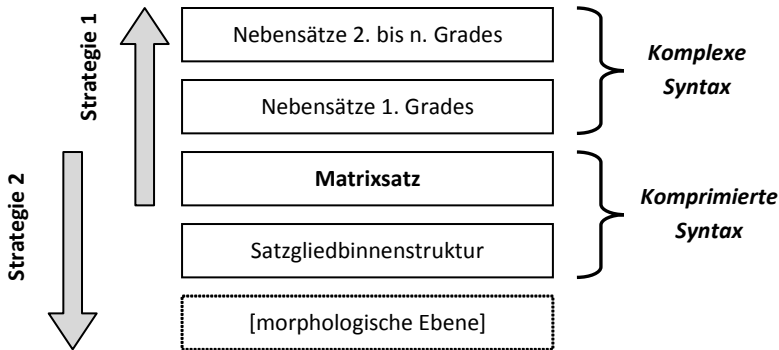 Strategie 1
Nebensätze 2. bis n. Grades
Komplexe
Syntax
Nebensätze 1. Grades
Strategie 2
Matrixsatz
Komprimierte
Syntax
Satzgliedbinnenstruktur
[morphologische Ebene]